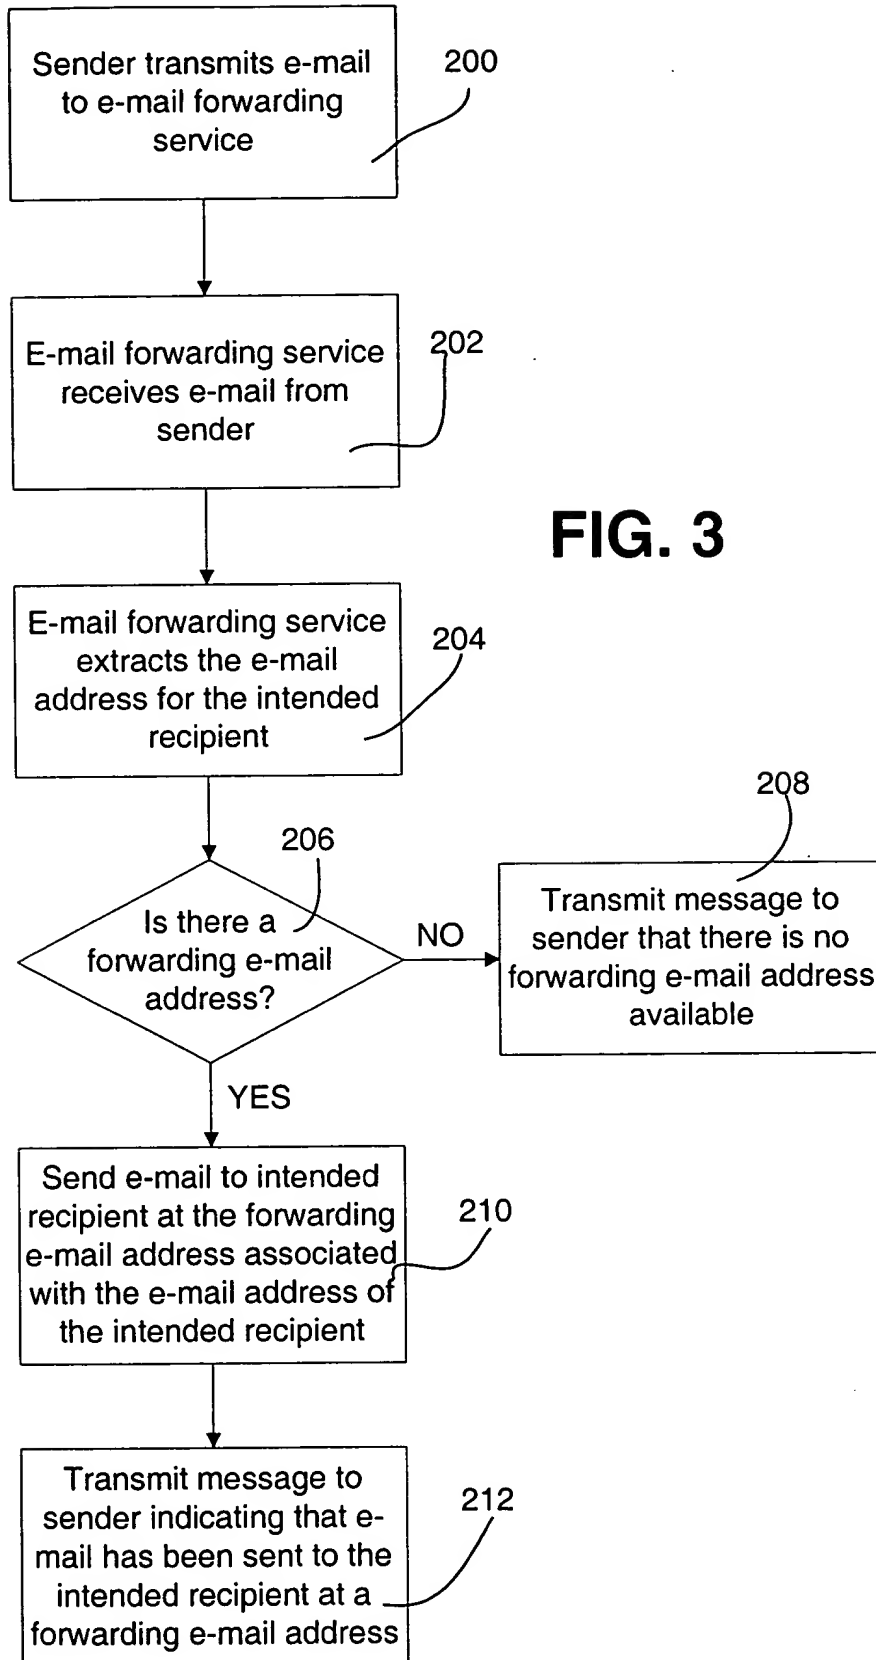 Sender transmits e-mail
to e-mail forwarding
service
200
E-mail forwarding service
receives e-mail from
sender
202
FIG. 3
E-mail forwarding service
extracts the e-mail
address for the intended
recipient
204
206
Is there a
forwarding e-mail
address?
NO
208
Transmit message to
sender that there is no
forwarding e-mail address
available
YES
Send e-mail to intended
recipient at the forwarding
e-mail address associated
with the e-mail address of
the intended recipient
210
Transmit message to
sender indicating that e-
mail has been sent to the
intended recipient at a
forwarding e-mail address
212